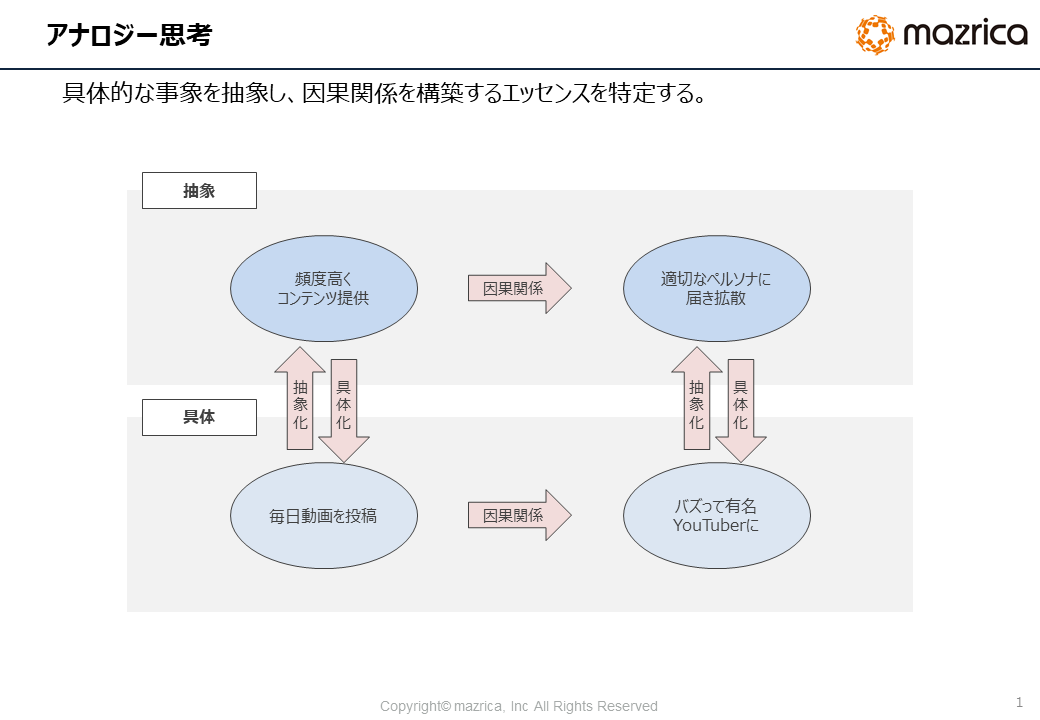 アナロジー思考
mazrica
具体的な事象を抽象し、因果関係を構築するエッセンスを特定する。
抽象
頻度高く
コンテンツ提供
因果関係
適切なペルソナに
届き拡散
抽象化
具体化
抽象化
具体化
具体
毎日動画を投稿
因果関係
バズって有名
YouTuberに
Copyright© mazrica, Inc All Rights Reserved
1